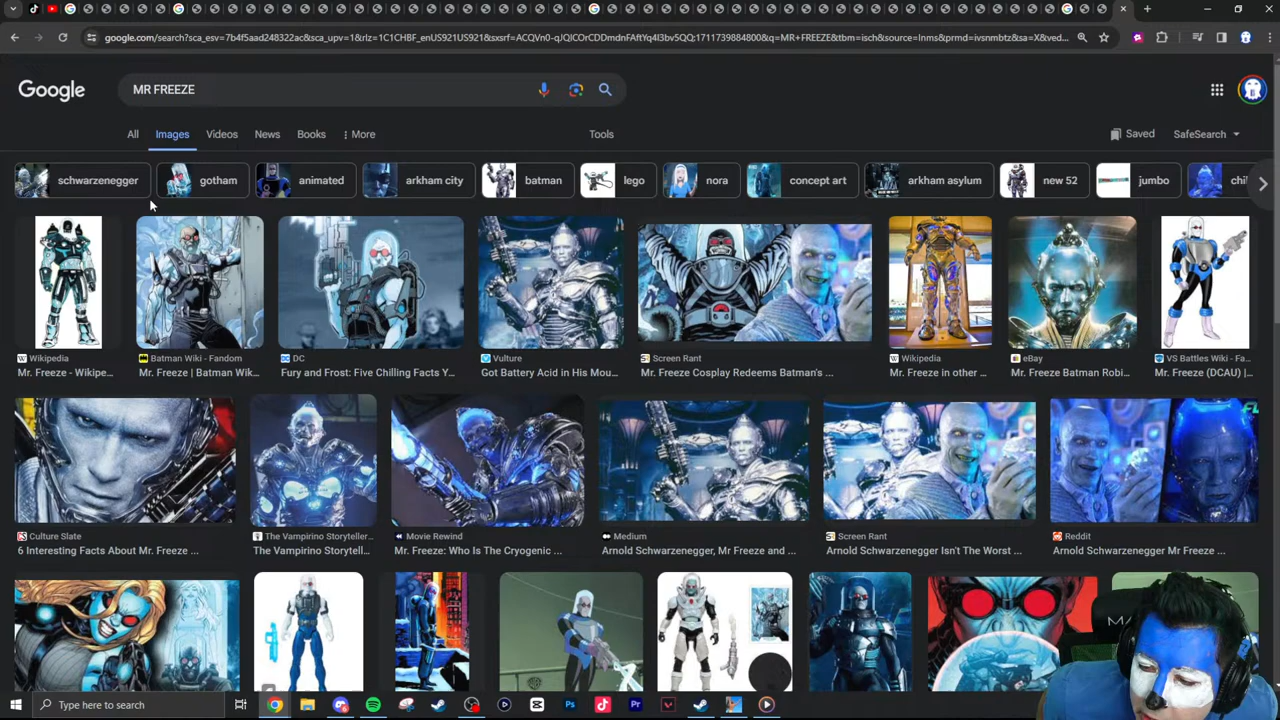 google.com/search?sca_esv=7b4f5aad248322ac&sca_upv=1&rlz=1C1CHBF_enUS921US921&sxsrf=ACQVn0-qJQICOrCDDmdnFAftYq4I3bv5QQ:1711739884800&q=MR+FREEZE&tbm=isch&source=lnms&prmd=ivsnmbtz&sa=X&ved...
Google
MR FREEZE
All Images Videos News Books More Tools Saved SafeSearch
schwarzenegger gotham animated arkham city batman lego nora concept art arkham asylum new 52 jumbo chil
Wikipedia Batman Wiki - Fandom DC Vulture Screen Rant Wikipedia eBay VS Battles Wiki - Fa...
Mr. Freeze - Wikipe... Mr. Freeze | Batman Wik... Fury and Frost: Five Chilling Facts Y... Got Battery Acid in His Mou... Mr. Freeze Cosplay Redeems Batman's ... Mr. Freeze in other ... Mr. Freeze Batman Robi... Mr. Freeze (DCAU) |...
Culture Slate The Vampirino Storyteller... Movie Rewind Medium Screen Rant Reddit
6 Interesting Facts About Mr. Freeze ... The Vampirino Storytell... Mr. Freeze: Who Is The Cryogenic ... Arnold Schwarzenegger, Mr Freeze and ... Arnold Schwarzenegger Isn't The Worst ... Arnold Schwarzenegger Mr Freeze ...
Type here to search